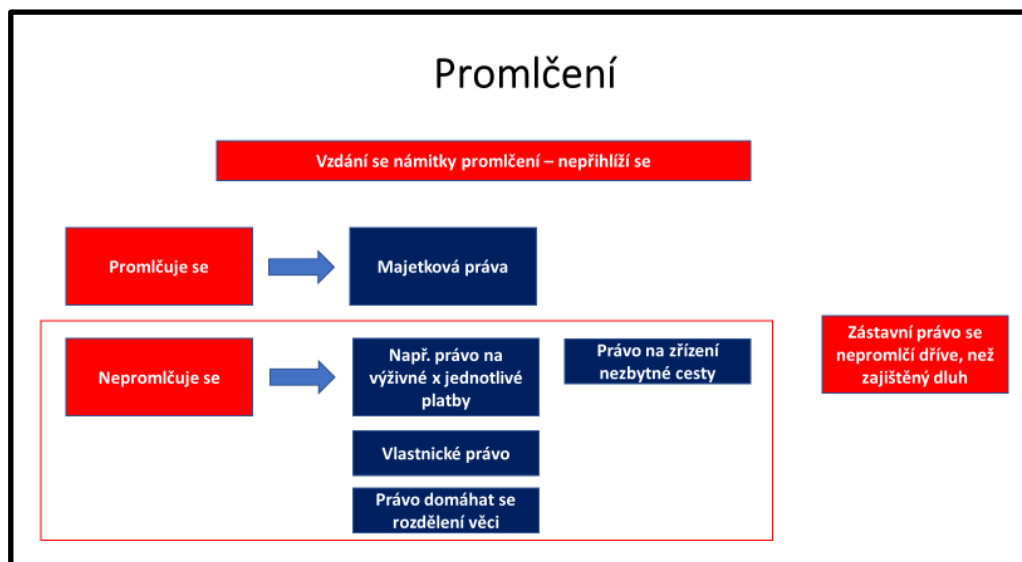 Promlčení
Vzdání se námitky promlčení – nepřihlíží se
Promlčuje se
Majetková práva
Nepromlčuje se
Např. právo na
výživné x jednotlivé
platby
Právo na zřízení
nezbytné cesty
Zástavní právo se
nepromlčí dříve, než
zajištěný dluh
Vlastnické právo
Právo domáhat se
rozdělení věci